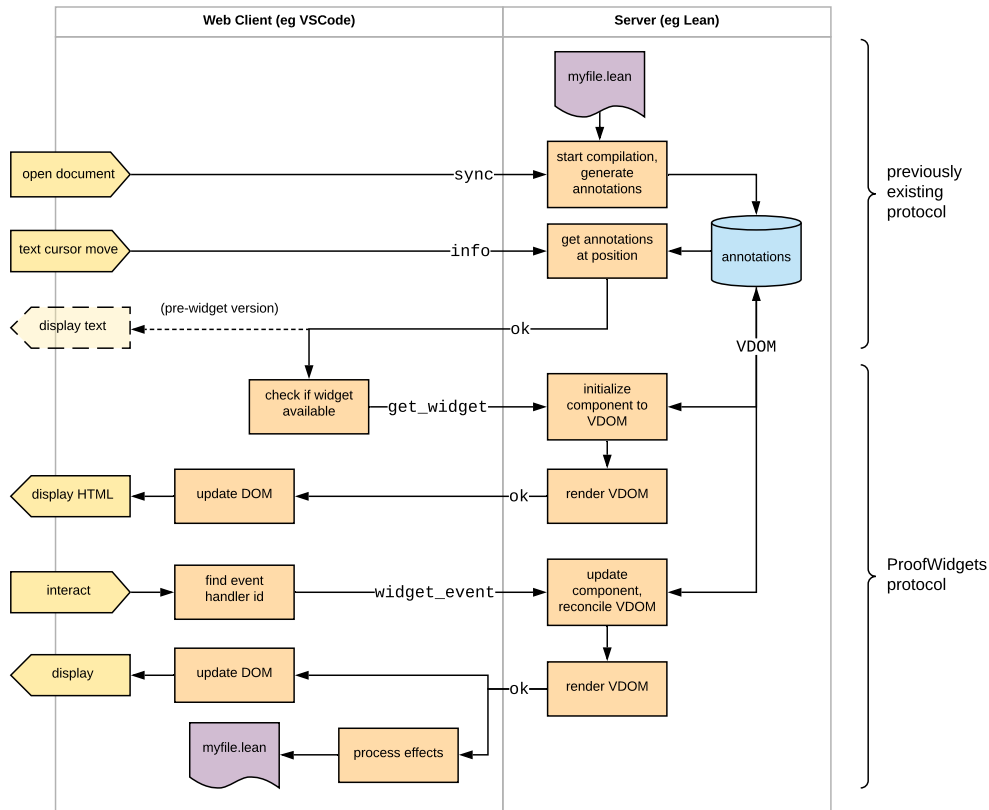 Web Client (eg VSCode)
Server (eg Lean)
myfile.lean
open document
sync
start compilation,
generate
annotations
previously
existing
protocol
text cursor move
info
get annotations
at position
annotations
(pre-widget version)
display text
ok
VDOM
check if widget
available
get_widget
initialize
component to
VDOM
display HTML
update DOM
ok
render VDOM
ProofWidgets
protocol
interact
find event
handler id
widget_event
update
component,
reconcile VDOM
display
update DOM
ok
render VDOM
myfile.lean
process effects